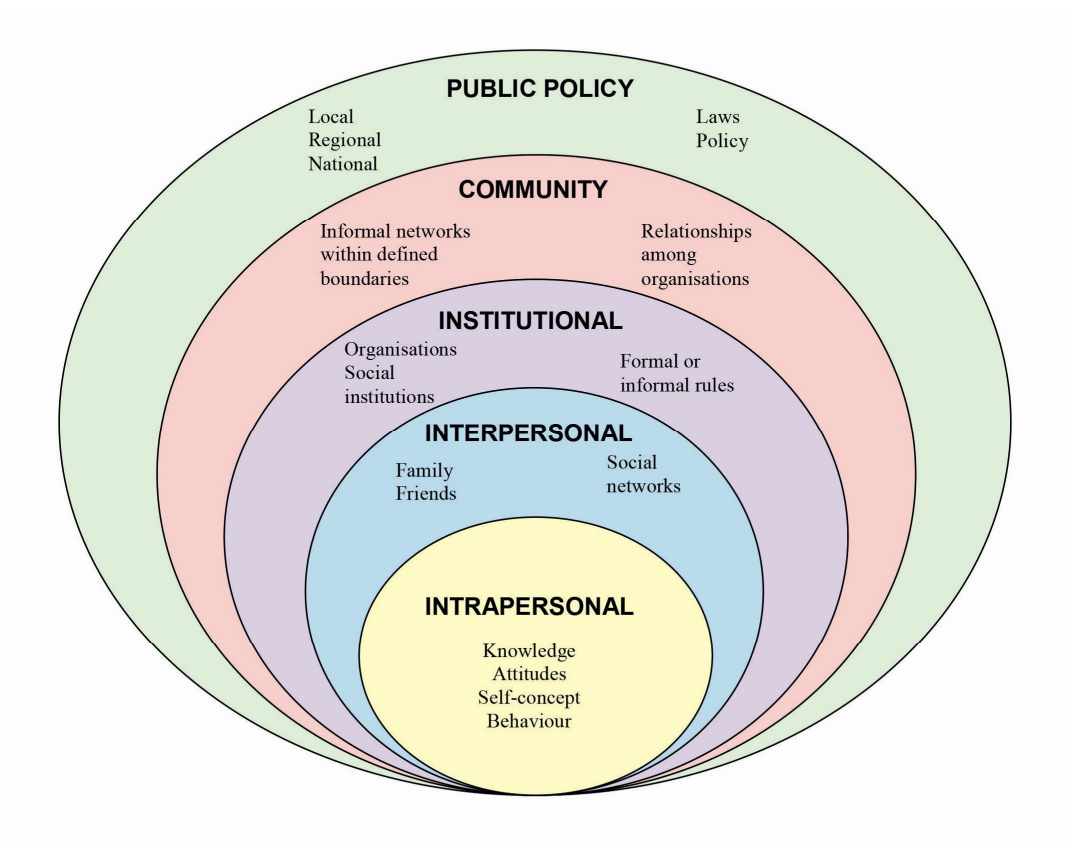 PUBLIC POLICY
Local
Regional
National
Laws
Policy
COMMUNITY
Informal networks
within defined
boundaries
Relationships
among
organisations
INSTITUTIONAL
Organisations
Social
institutions
Formal or
informal rules
INTERPERSONAL
Family
Friends
Social
networks
INTRAPERSONAL
Knowledge
Attitudes
Self-concept
Behaviour